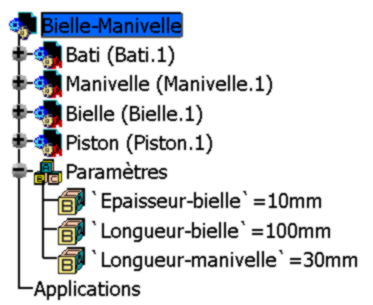 Bielle-Manivelle
Bati (Bati.1)
Manivelle (Manivelle.1)
Bielle (Bielle.1)
Piston (Piston.1)
Paramètres
`Epaisseur-bielle`=10mm
`Longueur-bielle`=100mm
`Longueur-manivelle`=30mm
Applications